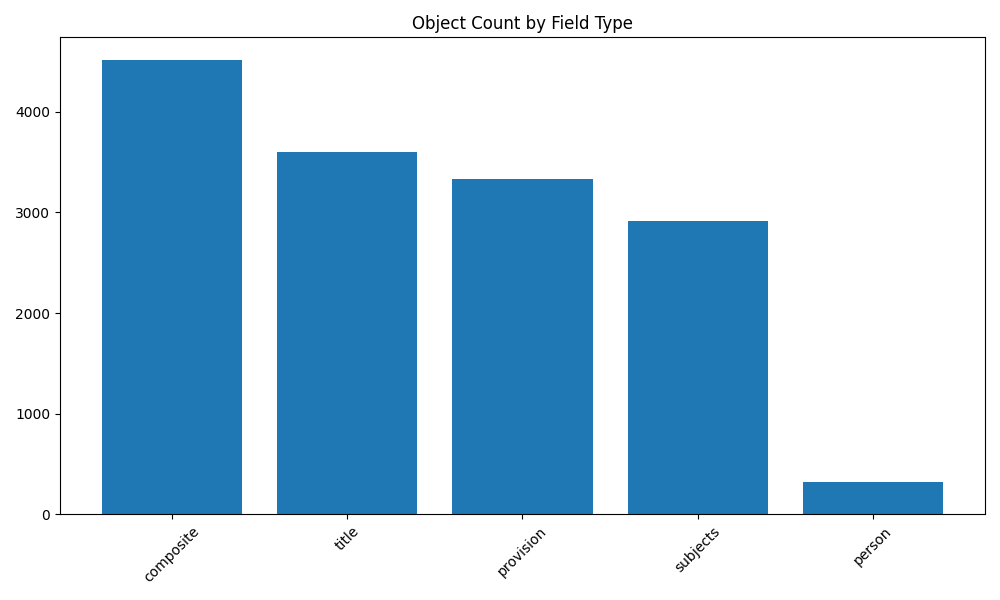 Object Count by Field Type
4000
3000
2000
1000
0
composite
title
provision
subjects
person